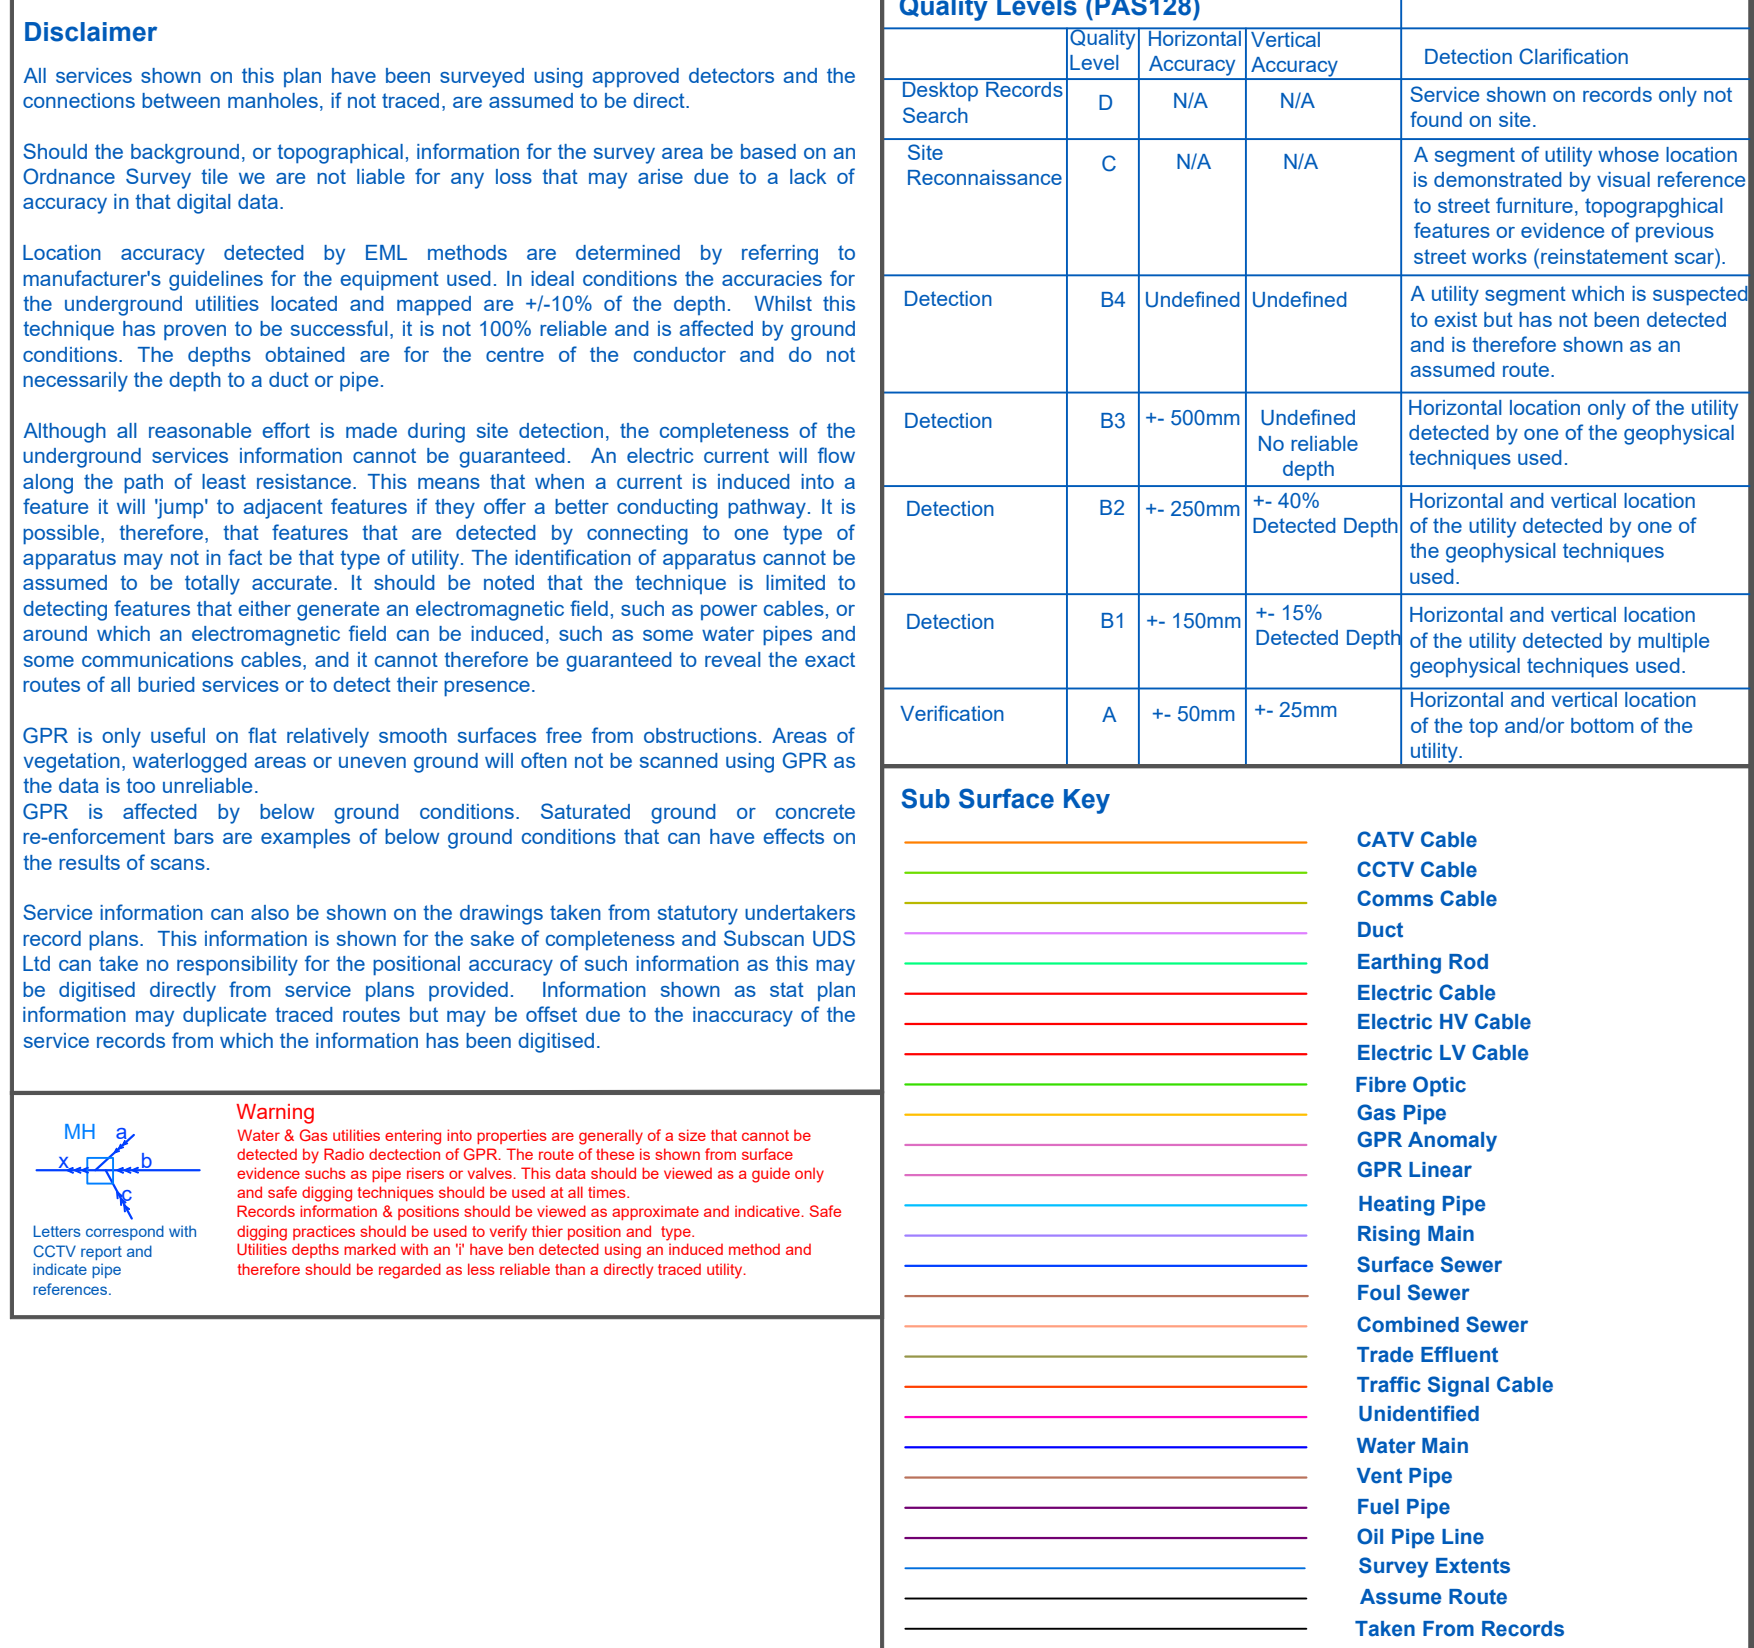 Disclaimer
All services shown on this plan have been surveyed using approved detectors and the
connections between manholes, if not traced, are assumed to be direct.
Should the background, or topographical, information for the survey area be based on an
Ordnance Survey tile we are not liable for any loss that may arise due to a lack of
accuracy in that digital data.
Location accuracy detected by EML methods are determined by referring to
manufacturer's guidelines for the equipment used. In ideal conditions the accuracies for
the underground utilities located and mapped are +/-10% of the depth. Whilst this
technique has proven to be successful, it is not 100% reliable and is affected by ground
conditions. The depths obtained are for the centre of the conductor and do not
necessarily the depth to a duct or pipe.
Although all reasonable effort is made during site detection, the completeness of the
underground services information cannot be guaranteed. An electric current will flow
along the path of least resistance. This means that when a current is induced into a
feature it will 'jump' to adjacent features if they offer a better conducting pathway. It is
possible, therefore, that features that are detected by connecting to one type of
apparatus may not in fact be that type of utility. The identification of apparatus cannot be
assumed to be totally accurate. It should be noted that the technique is limited to
detecting features that either generate an electromagnetic field, such as power cables, or
around which an electromagnetic field can be induced, such as some water pipes and
some communications cables, and it cannot therefore be guaranteed to reveal the exact
routes of all buried services or to detect their presence.
GPR is only useful on flat relatively smooth surfaces free from obstructions. Areas of
vegetation, waterlogged areas or uneven ground will often not be scanned using GPR as
the data is too unreliable.
GPR is affected by below ground conditions. Saturated ground or concrete
re-enforcement bars are examples of below ground conditions that can have effects on
the results of scans.
Service information can also be shown on the drawings taken from statutory undertakers
record plans. This information is shown for the sake of completeness and Subscan UDS
Ltd can take no responsibility for the positional accuracy of such information as this may
be digitised directly from service plans provided. Information shown as stat plan
information may duplicate traced routes but may be offset due to the inaccuracy of the
service records from which the information has been digitised.
MH a
x b
c
Letters correspond with
CCTV report and
indicate pipe
references.
Warning
Water & Gas utilities entering into properties are generally of a size that cannot be
detected by Radio dectection of GPR. The route of these is shown from surface
evidence suchs as pipe risers or valves. This data should be viewed as a guide only
and safe digging techniques should be used at all times.
Records information & positions should be viewed as approximate and indicative. Safe
digging practices should be used to verify thier position and type.
Utilities depths marked with an 'i' have ben detected using an induced method and
therefore should be regarded as less reliable than a directly traced utility.
Quality Levels (PAS128)
Quality
Level
Horizontal
Accuracy
Vertical
Accuracy
Detection Clarification
Desktop Records
Search
D
N/A
N/A
Service shown on records only not
found on site.
Site
Reconnaissance
C
N/A
N/A
A segment of utility whose location
is demonstrated by visual reference
to street furniture, topograpghical
features or evidence of previous
street works (reinstatement scar).
Detection
B4
Undefined
Undefined
A utility segment which is suspected
to exist but has not been detected
and is therefore shown as an
assumed route.
Detection
B3
+- 500mm
Undefined
No reliable
depth
Horizontal location only of the utility
detected by one of the geophysical
techniques used.
Detection
B2
+- 250mm
+- 40%
Detected Depth
Horizontal and vertical location
of the utility detected by one of
the geophysical techniques
used.
Detection
B1
+- 150mm
+- 15%
Detected Depth
Horizontal and vertical location
of the utility detected by multiple
geophysical techniques used.
Verification
A
+- 50mm
+- 25mm
Horizontal and vertical location
of the top and/or bottom of the
utility.
Sub Surface Key
CATV Cable
CCTV Cable
Comms Cable
Duct
Earthing Rod
Electric Cable
Electric HV Cable
Electric LV Cable
Fibre Optic
Gas Pipe
GPR Anomaly
GPR Linear
Heating Pipe
Rising Main
Surface Sewer
Foul Sewer
Combined Sewer
Trade Effluent
Traffic Signal Cable
Unidentified
Water Main
Vent Pipe
Fuel Pipe
Oil Pipe Line
Survey Extents
Assume Route
Taken From Records